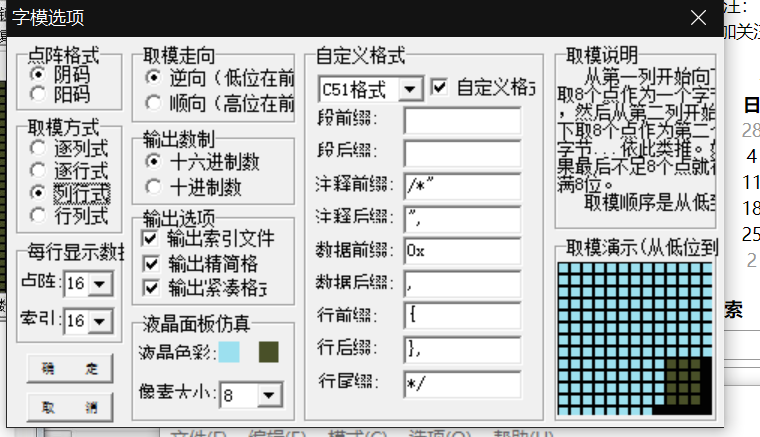 字模选项
注：
加关注
点阵格式
阴码
阳码
取模方式
逐列式
逐行式
列行式
行列式
每行显示数据
点阵: 16
索引: 16
确 定
取 消
取模走向
逆向（低位在前
顺向（高位在前
输出数制
十六进制数
十进制数
输出选项
输出索引文件
输出精简格
输出紧凑格式
液晶面板仿真
液晶色彩:
像素大小: 8
自定义格式
C51格式 自定义格式
段前缀:
段后缀:
注释前缀: /*"
注释后缀: ",
数据前缀: 0x
数据后缀: ,
行前缀: {
行后缀: },
行尾缀: */
取模说明
从第一列开始向下
取8个点作为一个字节
，然后从第二列开始
下取8个点作为第二个
字节...依此类推。如
果最后不足8个点就补
满8位。
取模顺序是从低到
取模演示(从低位到
日
28
4
11
18
25
2
索
文件(F) 编辑(E) 模式(C) 选项(O) 帮助(H)